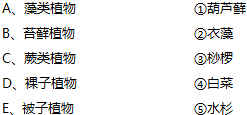 A、藻类植物 ①葫芦藓
B、苔藓植物 ②衣藻
C、蕨类植物 ③桫椤
D、裸子植物 ④白菜
E、被子植物 ⑤水杉